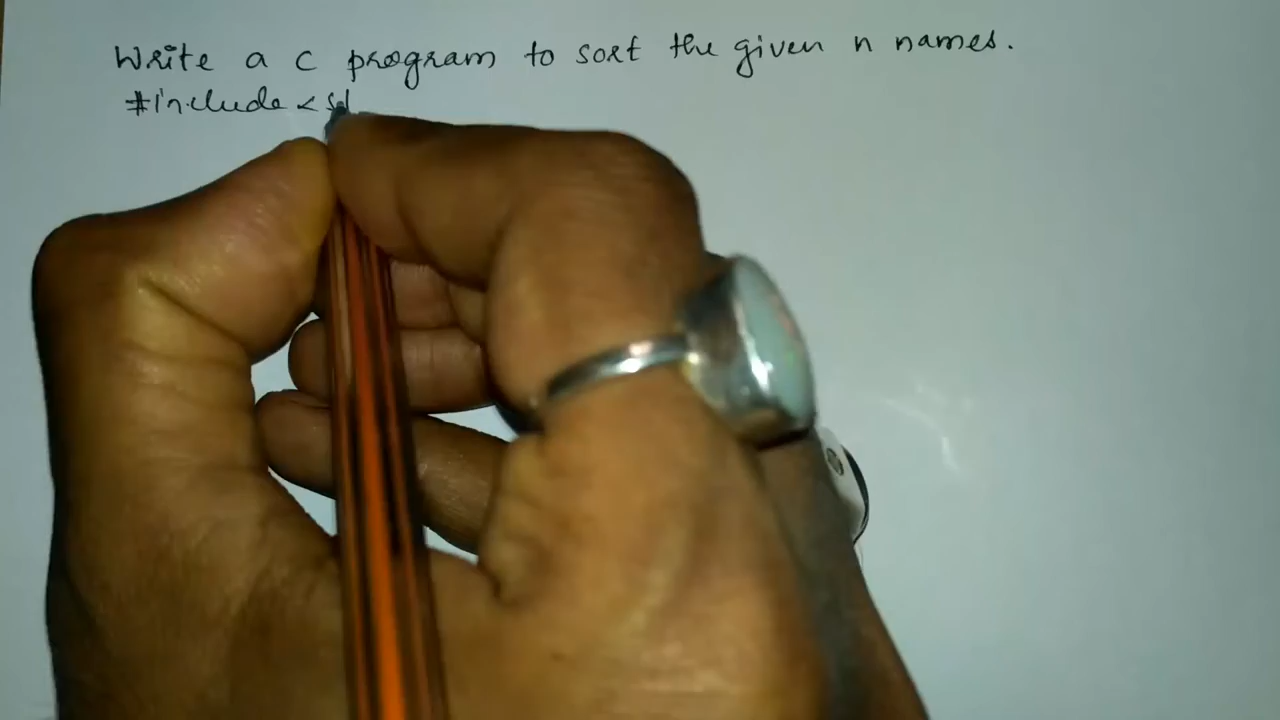 Write a c program to sort the given n names.
#include <